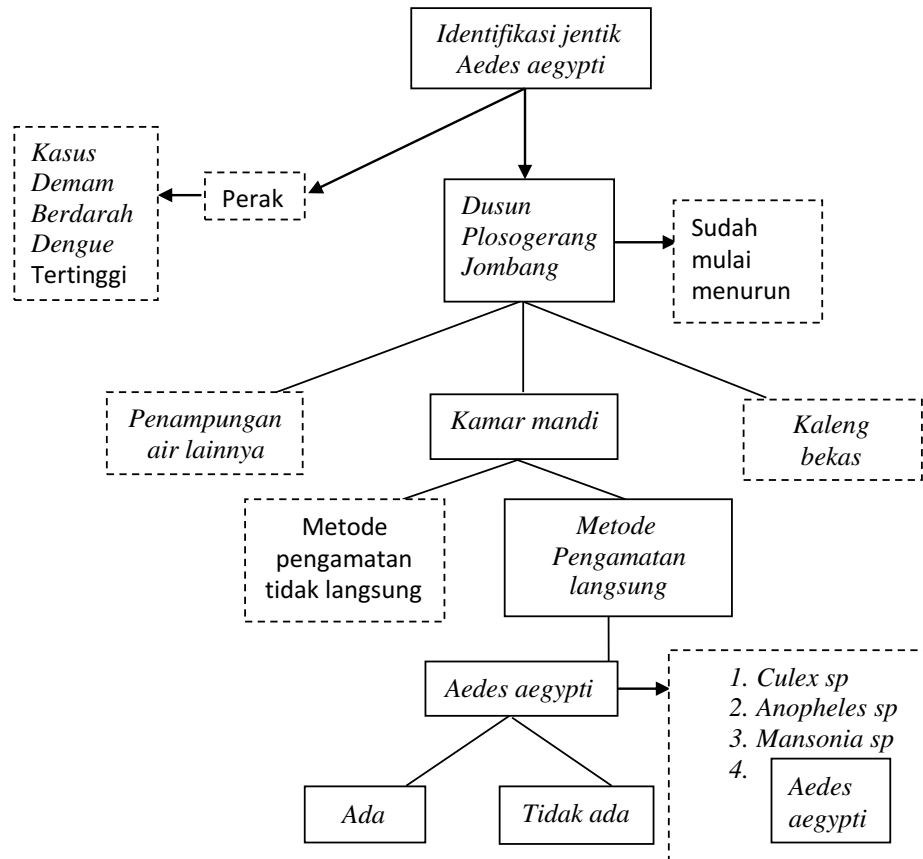 Identifikasi jentik
Aedes aegypti
Kasus
Demam
Berdarah
Dengue
Tertinggi
Perak
Dusun
Plosogerang
Jombang
Sudah
mulai
menurun
Penampungan
air lainnya
Kamar mandi
Kaleng
bekas
Metode
pengamatan
tidak langsung
Metode
Pengamatan
langsung
Aedes aegypti
1. Culex sp
2. Anopheles sp
3. Mansonia sp
4.
Aedes
aegypti
Ada
Tidak ada